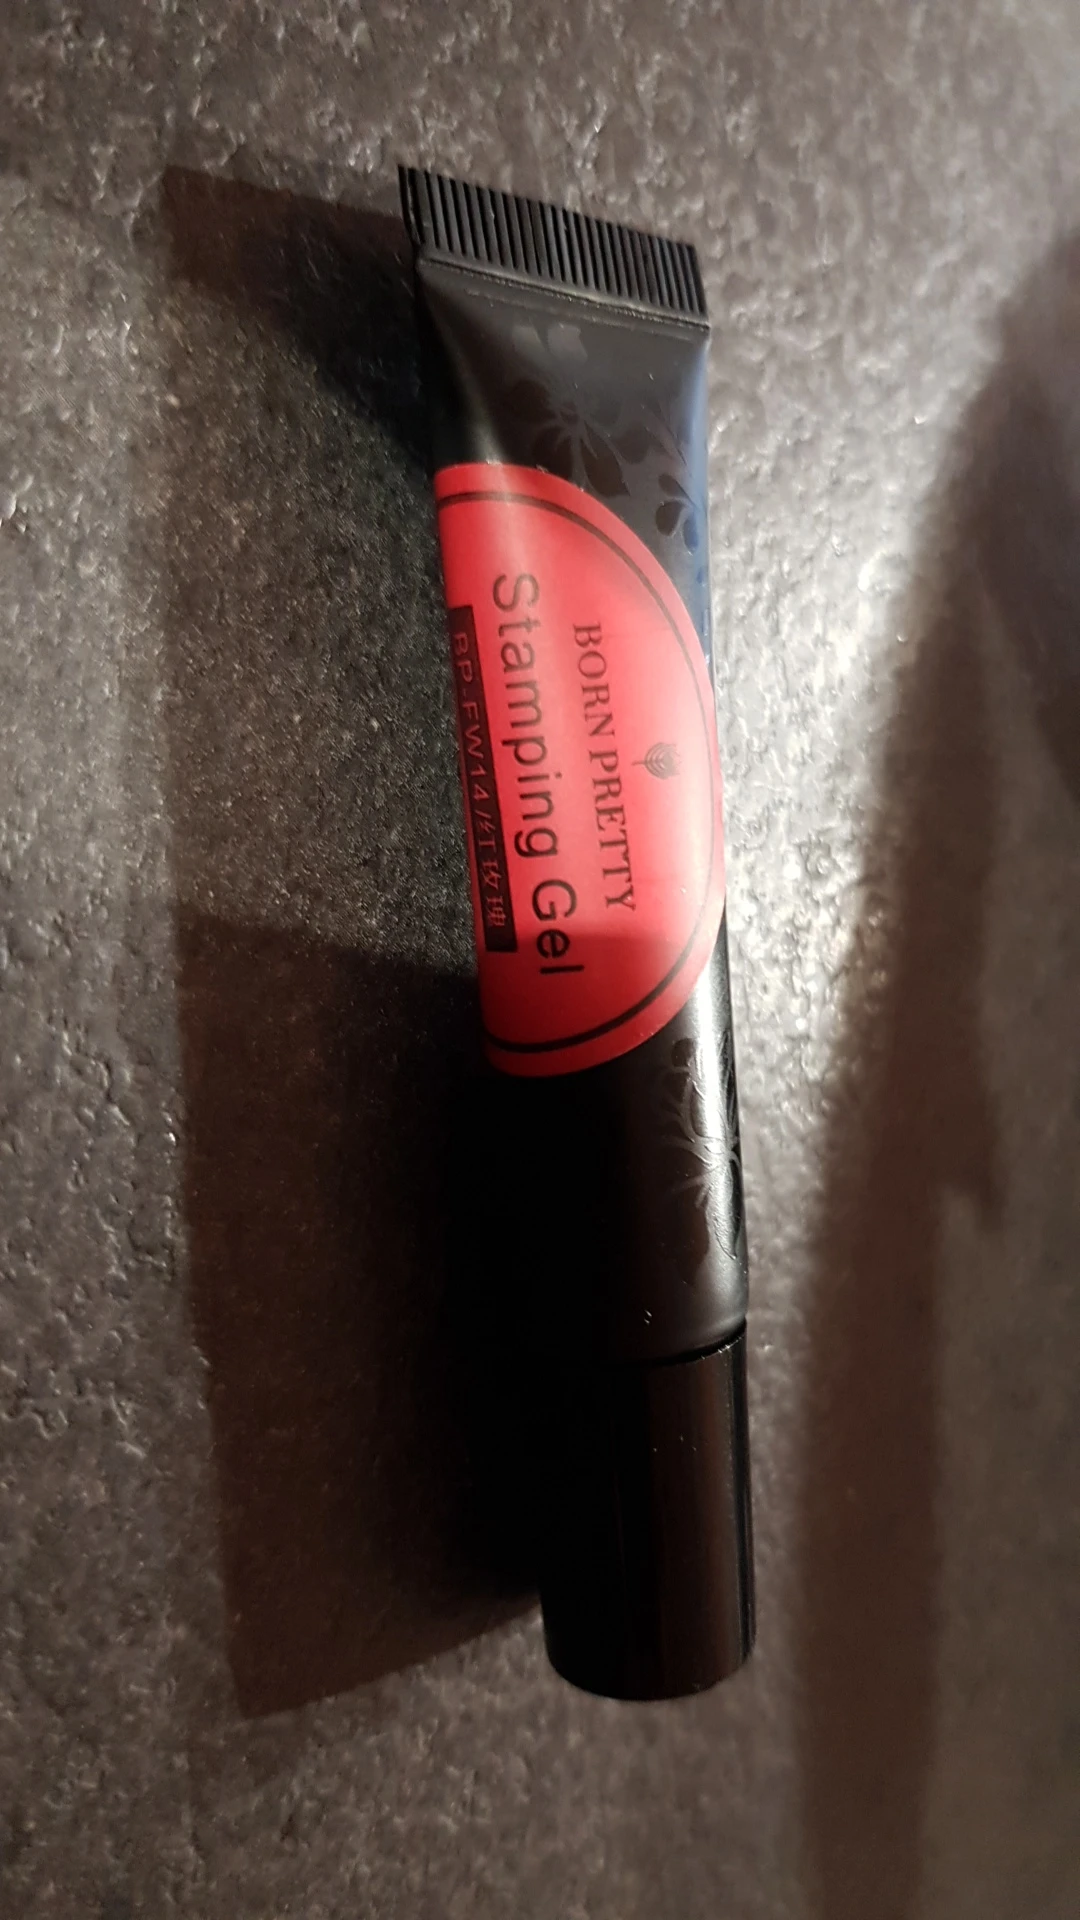 BORN PRETTY
Stamping Gel
BP-FW14/红玫瑰